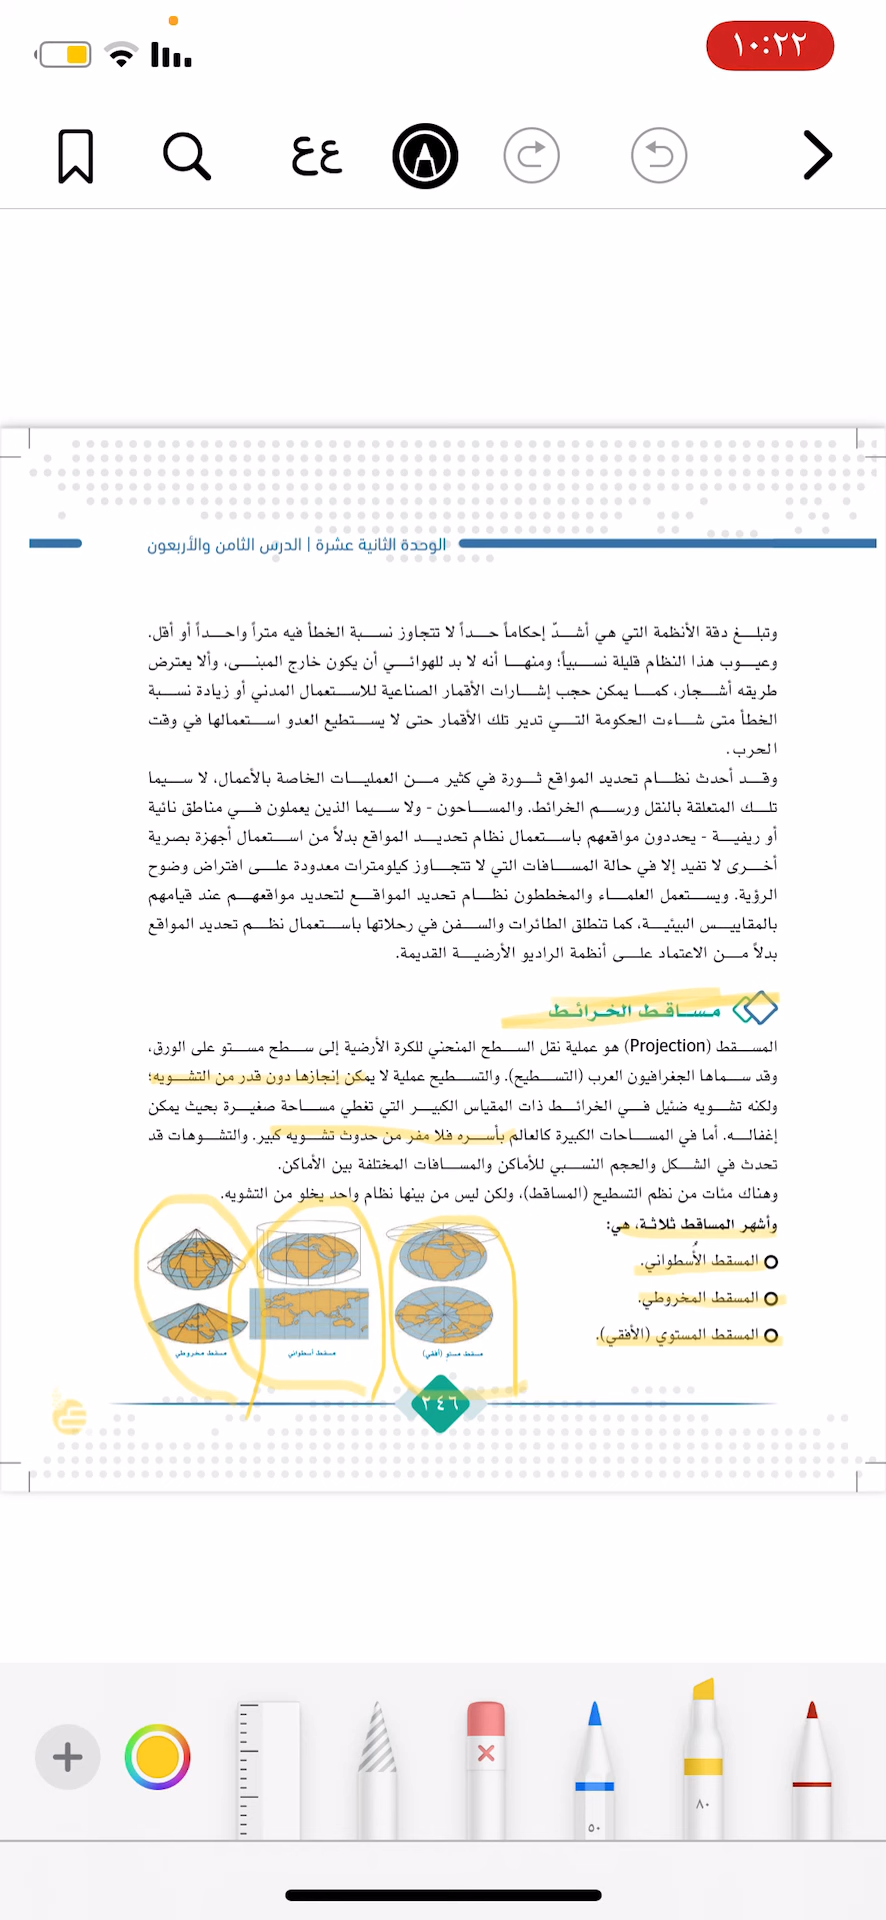 ١٠:٢٢
عع
الوحدة الثانية عشرة | الدرس الثامن والأربعون
وتبلغ دقة الأنظمة التي هي أشدّ إحكاماً حداً لا تتجاوز نسبة الخطأ فيه متراً واحداً أو أقل.
وعيوب هذا النظام قليلة نسبياً؛ ومنها أنه لا بد للهوائي أن يكون خارج المبنى، وألا يعترض
طريقه أشجار، كما يمكن حجب إشارات الأقمار الصناعية للاستعمال المدني أو زيادة نسبة
الخطأ متى شاءت الحكومة التي تدير تلك الأقمار حتى لا يستطيع العدو استعمالها في وقت
الحرب.
وقد أحدث نظام تحديد المواقع ثورة في كثير من العمليات الخاصة بالأعمال، لا سيما
تلك المتعلقة بالنقل ورسم الخرائط. والمساحون - ولا سيما الذين يعملون في مناطق نائية
أو ريفية - يحددون مواقعهم باستعمال نظام تحديد المواقع بدلاً من استعمال أجهزة بصرية
أخرى لا تفيد إلا في حالة المسافات التي لا تتجاوز كيلومترات معدودة على افتراض وضوح
الرؤية. ويستعمل العلماء والمخططون نظام تحديد المواقع لتحديد مواقعهم عند قيامهم
بالمقاييس البيئية، كما تنطلق الطائرات والسفن في رحلاتها باستعمال نظم تحديد المواقع
بدلاً من الاعتماد على أنظمة الراديو الأرضية القديمة.
مساقط الخرائط
المسقط (Projection) هو عملية نقل السطح المنحني للكرة الأرضية إلى سطح مستو على الورق،
وقد سماها الجغرافيون العرب (التسطيح). والتسطيح عملية لا يمكن إنجازها دون قدر من التشويه؛
ولكنه تشويه ضئيل في الخرائط ذات المقياس الكبير التي تغطي مساحة صغيرة بحيث يمكن
إغفاله. أما في المساحات الكبيرة كالعالم بأسره فلا مفر من حدوث تشويه كبير. والتشوهات قد
تحدث في الشكل والحجم النسبي للأماكن والمسافات المختلفة بين الأماكن.
وهناك مئات من نظم التسطيح (المساقط)، ولكن ليس من بينها نظام واحد يخلو من التشويه.
وأشهر المساقط ثلاثة، هي:
المسقط الأسطواني.
المسقط المخروطي.
المسقط المستوي (الأفقي).
مسقط مستو (أفقي)
مسقط أسطواني
مسقط مخروطي
٢٤٦
٥٠
٨٠